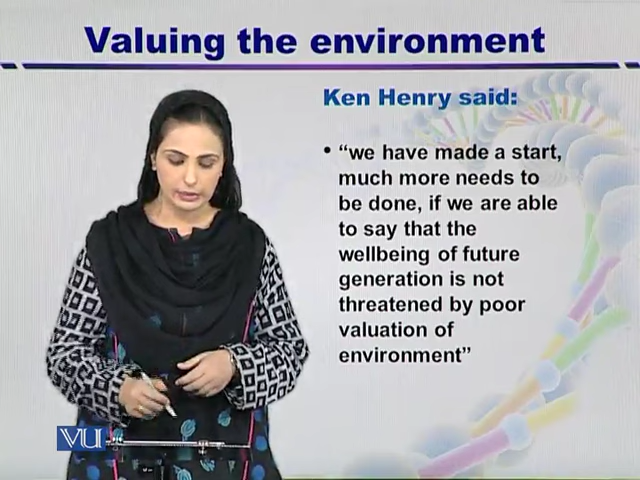 Valuing the environment
Ken Henry said:
• “we have made a start,
much more needs to
be done, if we are able
to say that the
wellbeing of future
generation is not
threatened by poor
valuation of
environment”
VU